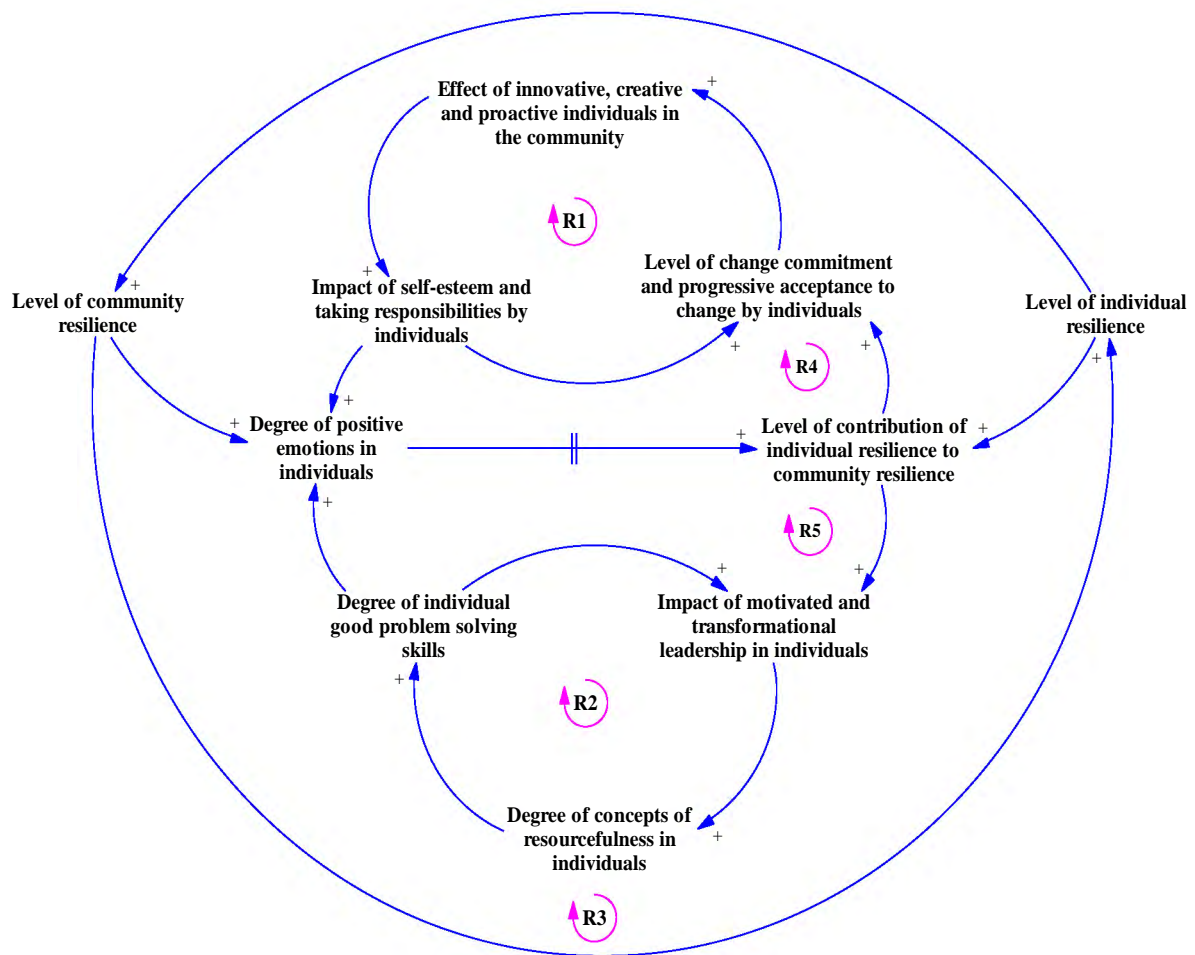 +
Effect of innovative, creative
and proactive individuals in
the community
R1
+
Level of change commitment
and progressive acceptance to
change by individuals
+
Impact of self-esteem and
taking responsibilities by
individuals
+
Level of community
resilience
Level of individual
resilience
+
+
R4
+
+
+
Degree of positive
emotions in
individuals
+
+
Level of contribution of
individual resilience to
community resilience
+
+
R5
+
+
Degree of individual
good problem solving
skills
Impact of motivated and
transformational
leadership in individuals
+
R2
Degree of concepts of
resourcefulness in
individuals
+
R3